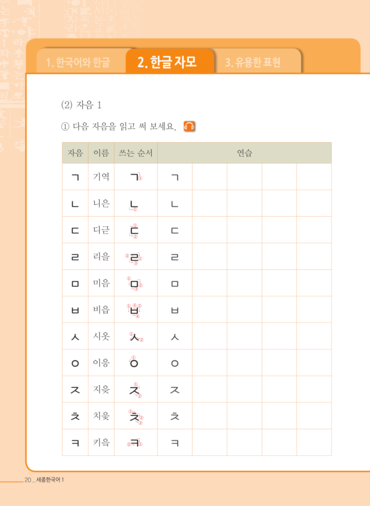 1. 한국어와 한글
2. 한글 자모
3. 유용한 표현
(2) 자음 1
① 다음 자음을 읽고 써 보세요.
자음 이름 쓰는 순서 연습
ㄱ 기역 ㄱ ㄱ
ㄴ 니은 ㄴ ㄴ
ㄷ 디귿 ㄷ ㄷ
ㄹ 리을 ㄹ ㄹ
ㅁ 미음 ㅁ ㅁ
ㅂ 비읍 ㅂ ㅂ
ㅅ 시옷 ㅅ ㅅ
ㅇ 이응 ㅇ ㅇ
ㅈ 지읒 ㅈ ㅈ
ㅊ 치읓 ㅊ ㅊ
ㅋ 키읔 ㅋ ㅋ
20 _ 세종한국어 1